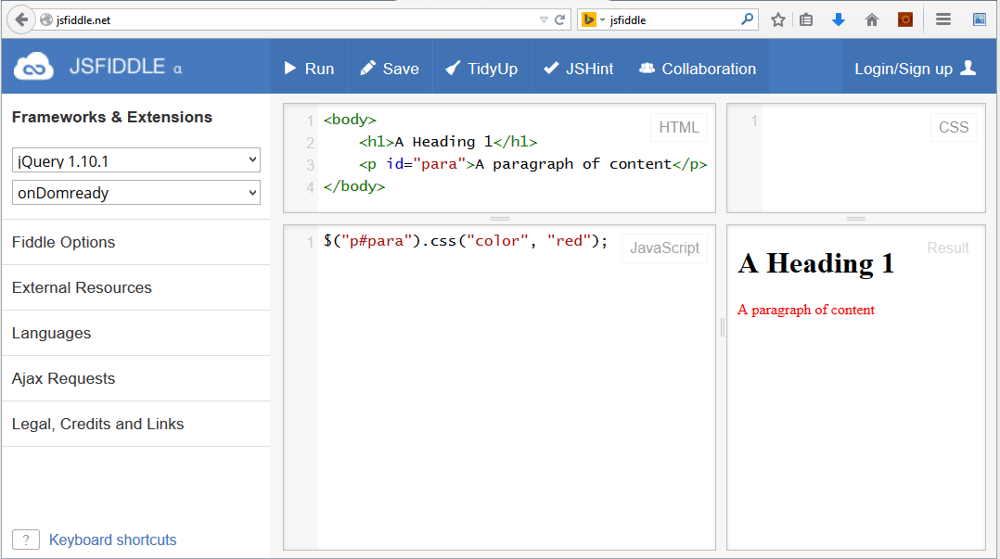 jsfiddle.net
jsfiddle
JSFIDDLE α
Run
Save
TidyUp
JSHint
Collaboration
Login/Sign up
Frameworks & Extensions
jQuery 1.10.1
onDomready
Fiddle Options
External Resources
Languages
Ajax Requests
Legal, Credits and Links
? Keyboard shortcuts
HTML
1 <body>
2 <h1>A Heading 1</h1>
3 <p id="para">A paragraph of content</p>
4 </body>
CSS
1
JavaScript
1 $("p#para").css("color", "red");
Result
A Heading 1
A paragraph of content